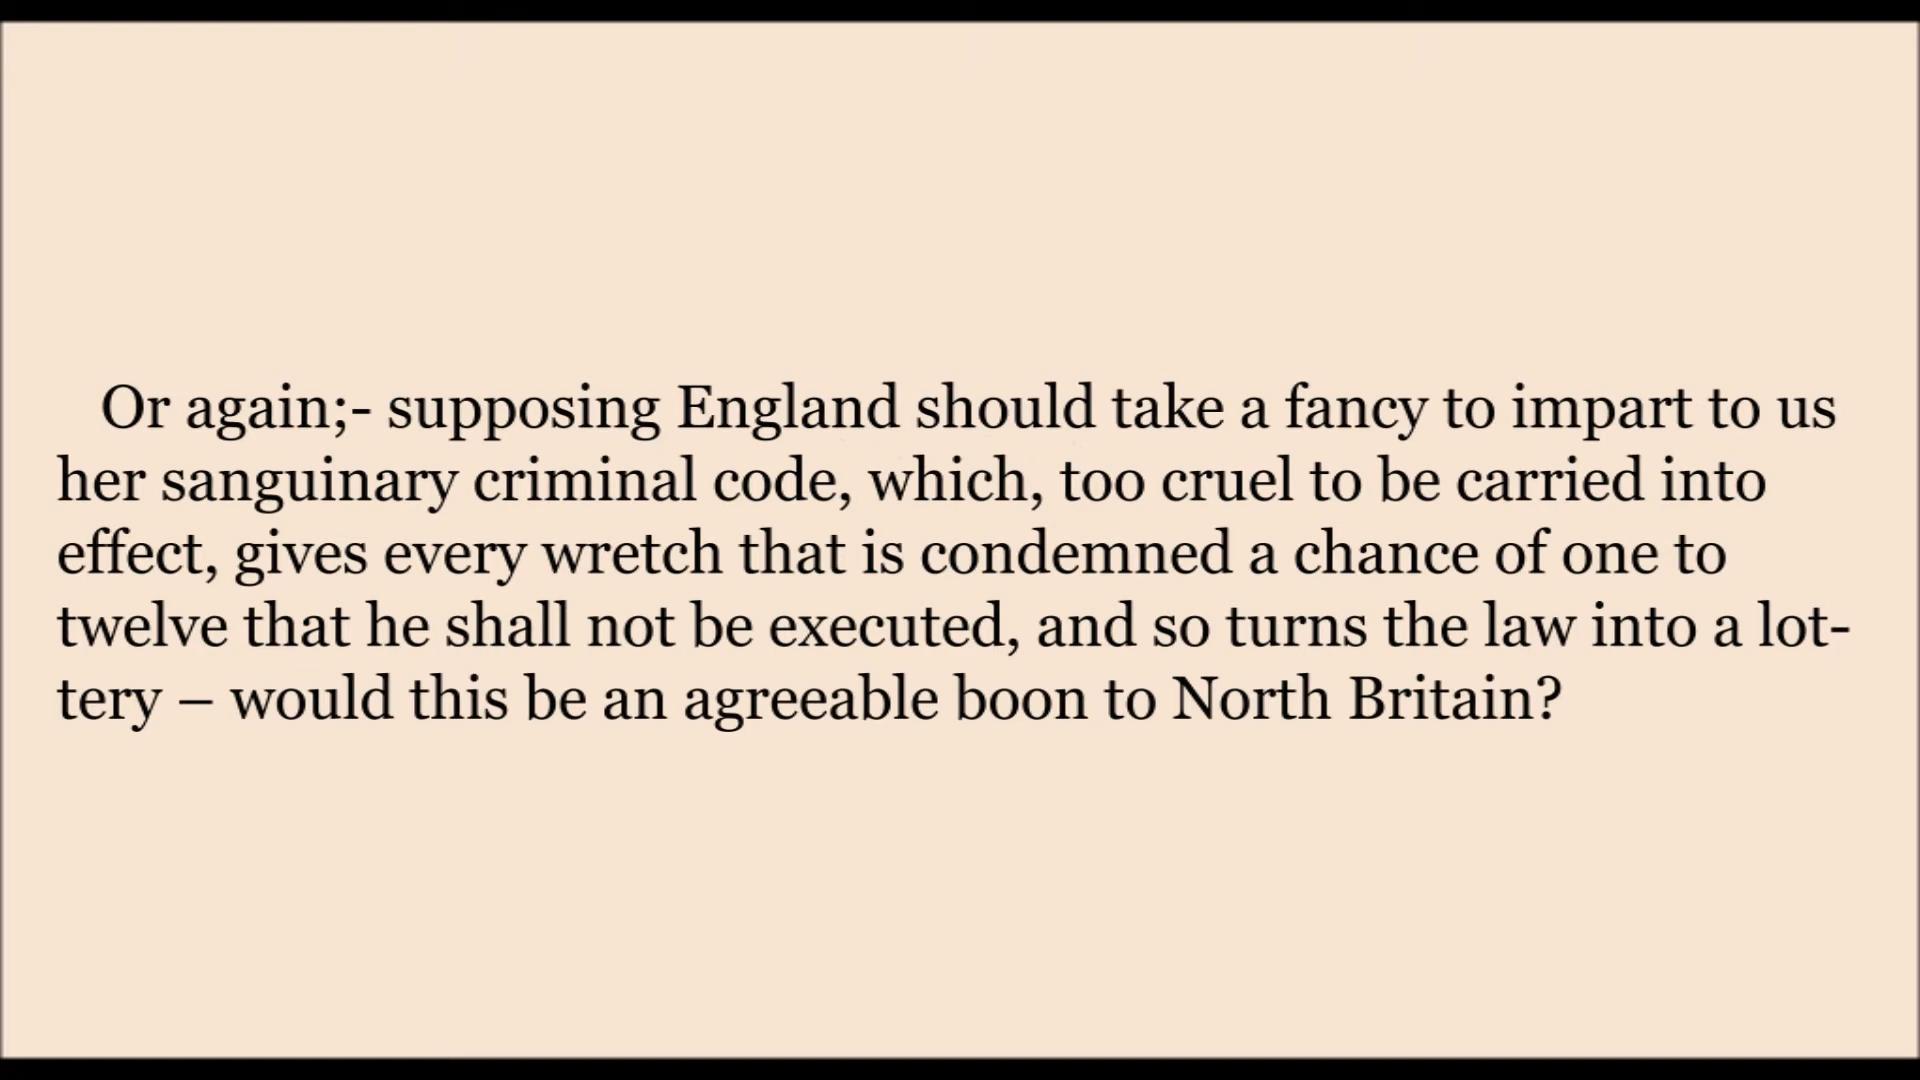 Or again;- supposing England should take a fancy to impart to us
her sanguinary criminal code, which, too cruel to be carried into
effect, gives every wretch that is condemned a chance of one to
twelve that he shall not be executed, and so turns the law into a lot-
tery – would this be an agreeable boon to North Britain?